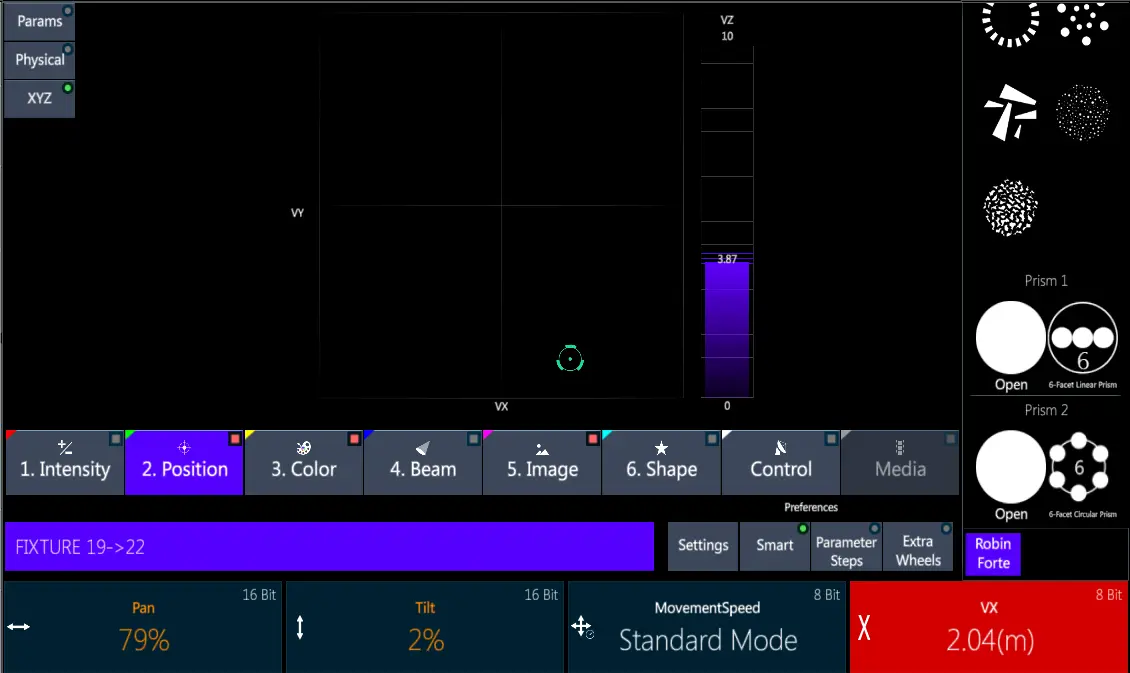 Params
Physical
XYZ
VZ
10
VY
3.87
VX
0
Prism 1
6
Open
6-Facet Linear Prism
Prism 2
6
Open
6-Facet Circular Prism
1. Intensity
2. Position
3. Color
4. Beam
5. Image
6. Shape
Control
Media
Preferences
FIXTURE 19->22
Settings
Smart
Parameter
Steps
Extra
Wheels
Robin
Forte
16 Bit
Pan
79%
16 Bit
Tilt
2%
8 Bit
MovementSpeed
Standard Mode
8 Bit
X
VX
2.04(m)